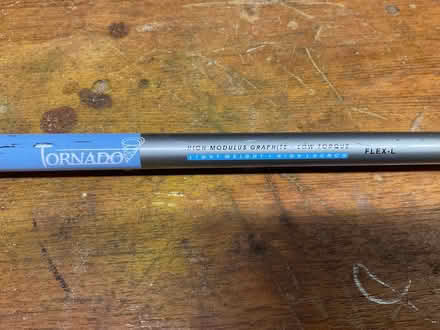 TORNADO
HIGH MODULUS GRAPHITE LOW TORQUE
LIGHT WEIGHT • HIGH LAUNCH
FLEX-L